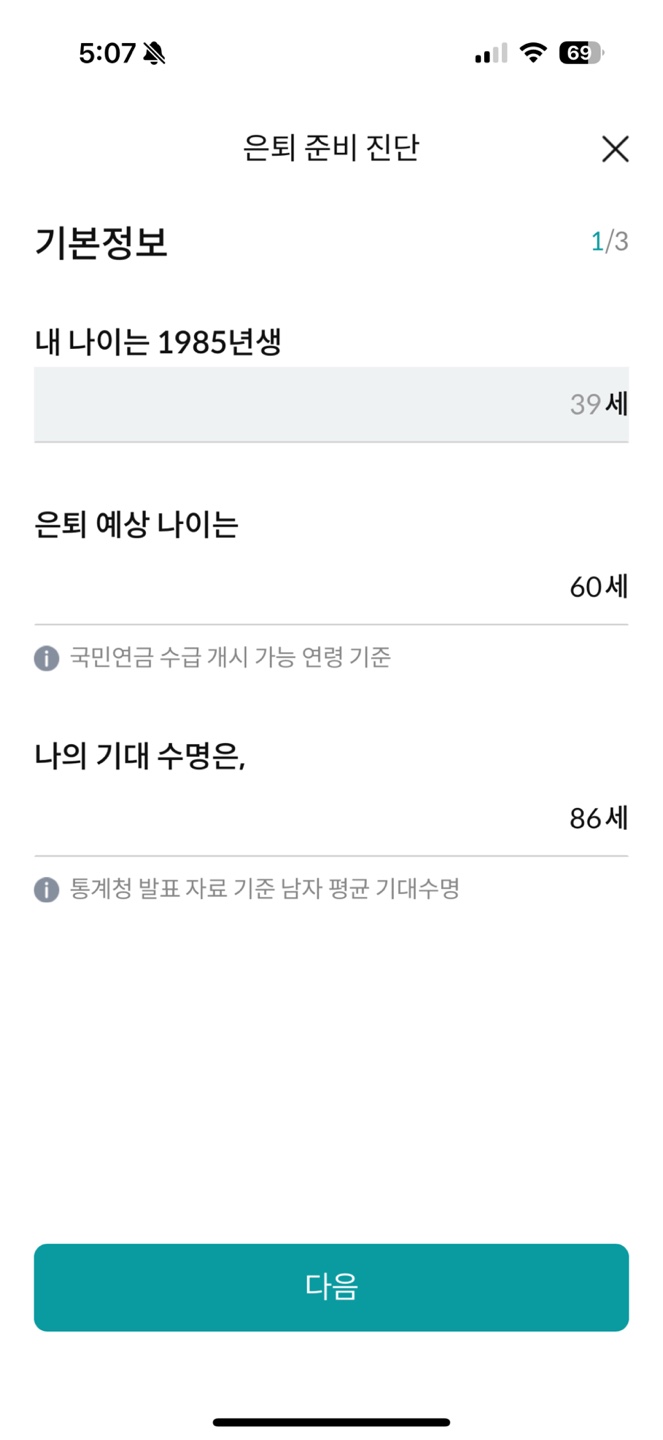 5:07
69
은퇴 준비 진단
기본정보
1/3
내 나이는 1985년생
39세
은퇴 예상 나이는
60세
국민연금 수급 개시 가능 연령 기준
나의 기대 수명은,
86세
통계청 발표 자료 기준 남자 평균 기대수명
다음